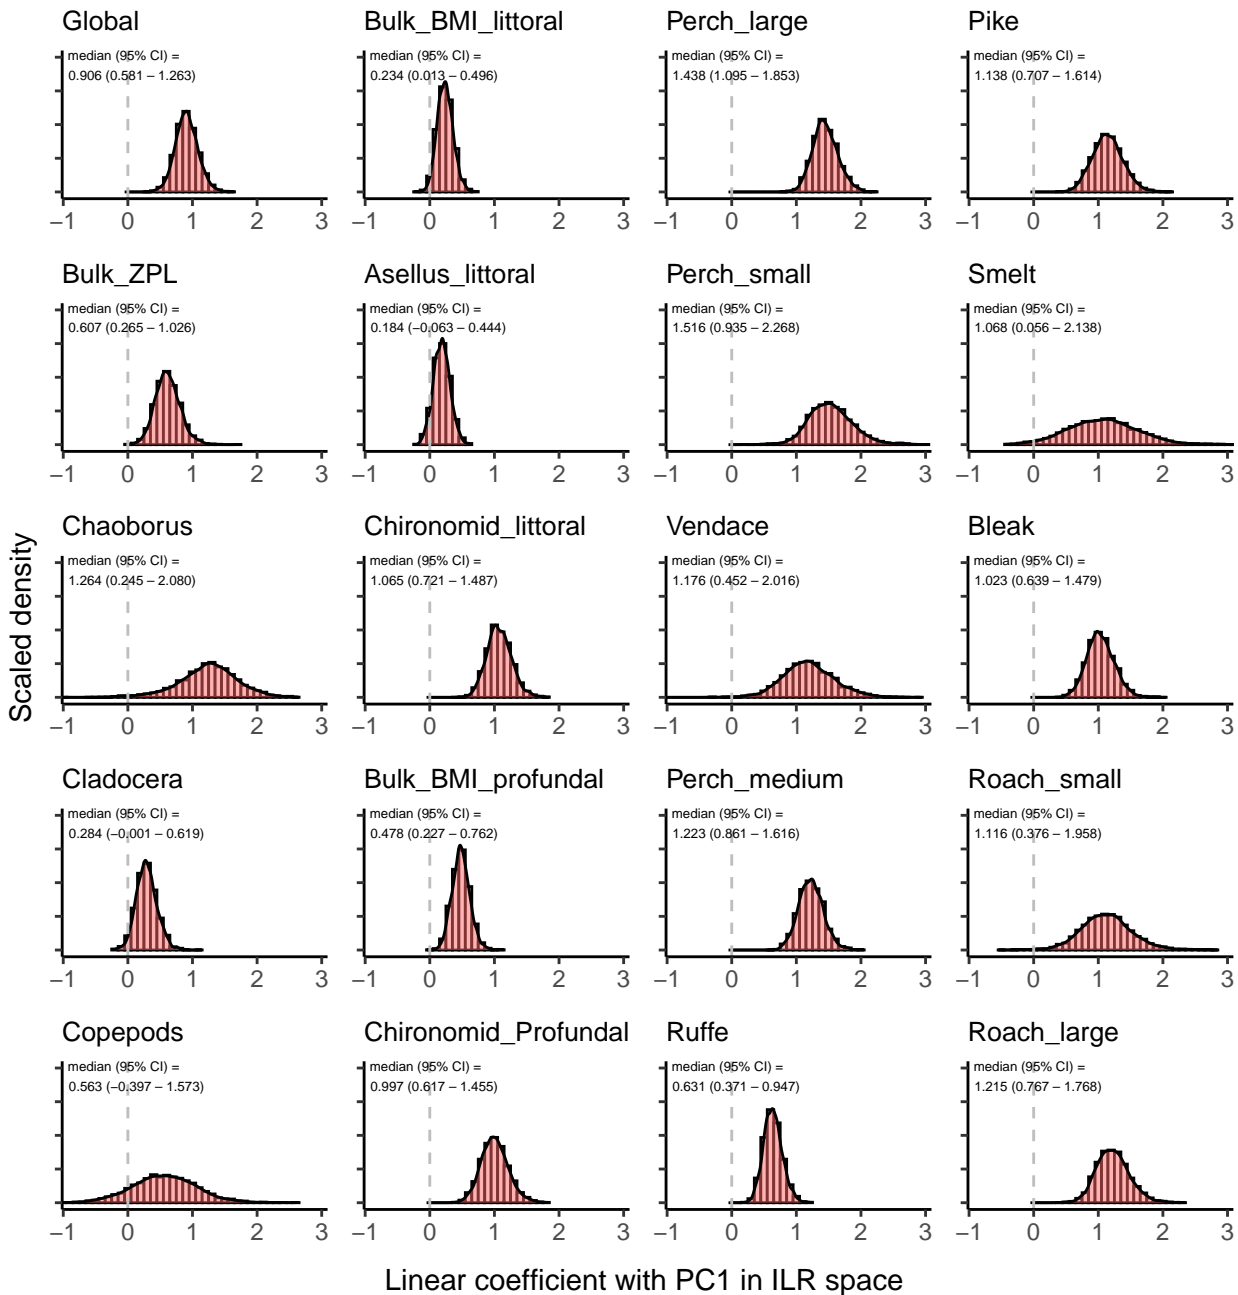 Global
median (95% CI) =
0.906 (0.581 – 1.263)
−1 0 1 2 3
Bulk_BMI_littoral
median (95% CI) =
0.234 (0.013 – 0.496)
−1 0 1 2 3
Perch_large
median (95% CI) =
1.438 (1.095 – 1.853)
−1 0 1 2 3
Pike
median (95% CI) =
1.138 (0.707 – 1.614)
−1 0 1 2 3
Bulk_ZPL
median (95% CI) =
0.607 (0.265 – 1.026)
−1 0 1 2 3
Asellus_littoral
median (95% CI) =
0.184 (−0.063 – 0.444)
−1 0 1 2 3
Perch_small
median (95% CI) =
1.516 (0.935 – 2.268)
−1 0 1 2 3
Smelt
median (95% CI) =
1.068 (0.056 – 2.138)
−1 0 1 2 3
Scaled density
Chaoborus
median (95% CI) =
1.264 (0.245 – 2.080)
−1 0 1 2 3
Chironomid_littoral
median (95% CI) =
1.065 (0.721 – 1.487)
−1 0 1 2 3
Vendace
median (95% CI) =
1.176 (0.452 – 2.016)
−1 0 1 2 3
Bleak
median (95% CI) =
1.023 (0.639 – 1.479)
−1 0 1 2 3
Cladocera
median (95% CI) =
0.284 (−0.001 – 0.619)
−1 0 1 2 3
Bulk_BMI_profundal
median (95% CI) =
0.478 (0.227 – 0.762)
−1 0 1 2 3
Perch_medium
median (95% CI) =
1.223 (0.861 – 1.616)
−1 0 1 2 3
Roach_small
median (95% CI) =
1.116 (0.376 – 1.958)
−1 0 1 2 3
Copepods
median (95% CI) =
0.563 (−0.397 – 1.573)
−1 0 1 2 3
Chironomid_Profundal
median (95% CI) =
0.997 (0.617 – 1.455)
−1 0 1 2 3
Ruffe
median (95% CI) =
0.631 (0.371 – 0.947)
−1 0 1 2 3
Roach_large
median (95% CI) =
1.215 (0.767 – 1.768)
−1 0 1 2 3
Linear coefficient with PC1 in ILR space